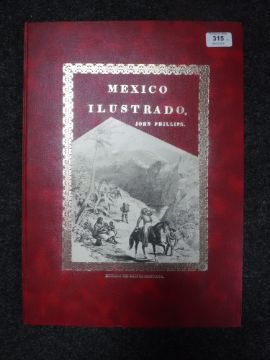 315
MEXICO
ILUSTRADO,
JOHN PHILLIPS.